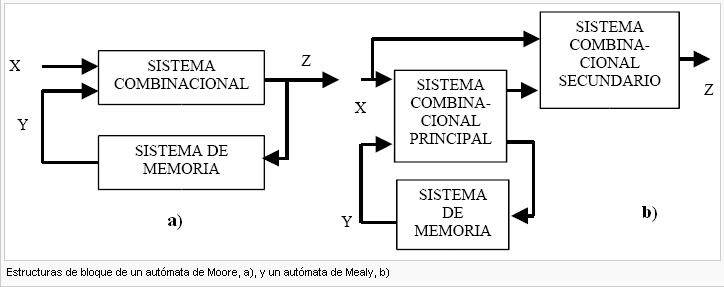 X
SISTEMA
COMBINACIONAL
Z
Y
SISTEMA DE
MEMORIA
a)
SISTEMA
COMBINA-
CIONAL
SECUNDARIO
Z
X
SISTEMA
COMBINA-
CIONAL
PRINCIPAL
Y
SISTEMA
DE
MEMORIA
b)
Estructuras de bloque de un autómata de Moore, a), y un autómata de Mealy, b)